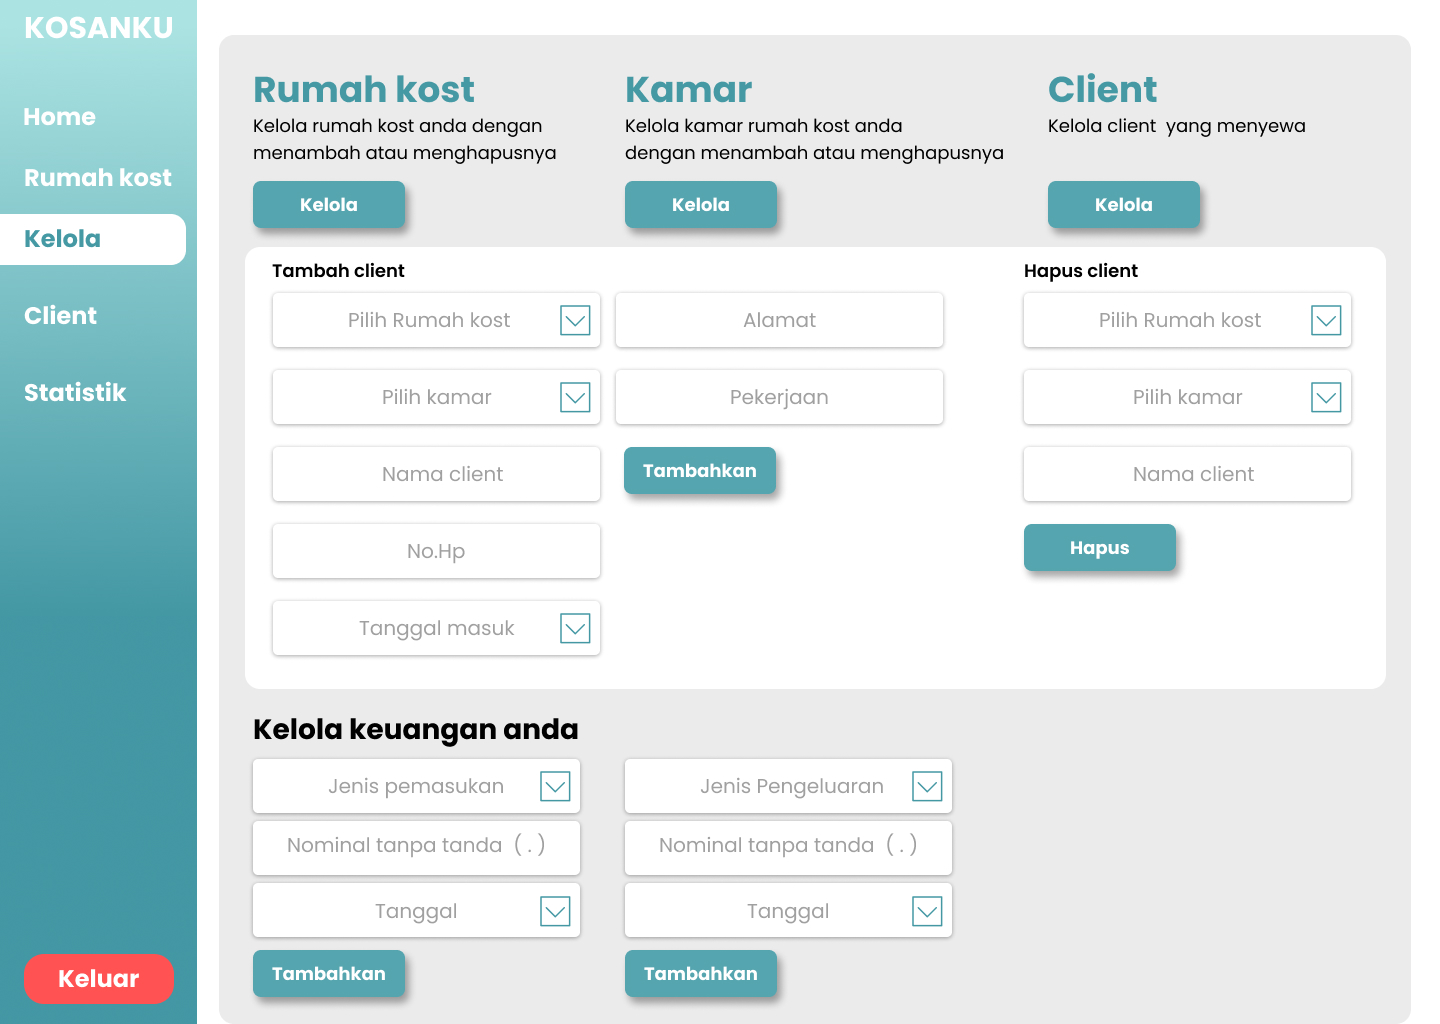 KOSANKU
Home
Rumah kost
Kelola
Client
Statistik
Keluar
Rumah kost
Kelola rumah kost anda dengan
menambah atau menghapusnya
Kelola
Kamar
Kelola kamar rumah kost anda
dengan menambah atau menghapusnya
Kelola
Client
Kelola client  yang menyewa
Kelola
Tambah client
Pilih Rumah kost
Pilih kamar
Nama client
No.Hp
Tanggal masuk
Alamat
Pekerjaan
Tambahkan
Hapus client
Pilih Rumah kost
Pilih kamar
Nama client
Hapus
Kelola keuangan anda
Jenis pemasukan
Nominal tanpa tanda  ( . )
Tanggal
Tambahkan
Jenis Pengeluaran
Nominal tanpa tanda  ( . )
Tanggal
Tambahkan